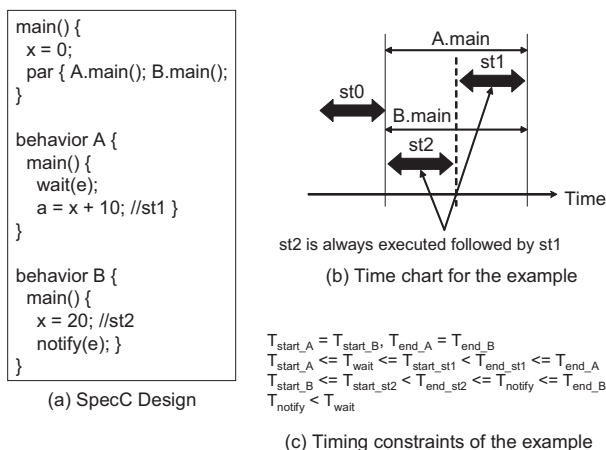 main() {
x = 0;
par { A.main(); B.main();
}
behavior A {
main() {
wait(e);
a = x + 10; //st1 }
}
behavior B {
main() {
x = 20; //st2
notify(e); }
}
(a) SpecC Design
A.main
st1
st0
B.main
st2
Time
st2 is always executed followed by st1
(b) Time chart for the example
T_start_A = T_start_B, T_end_A = T_end_B
T_start_A <= T_wait <= T_start_st1 < T_end_st1 <= T_end_A
T_start_B <= T_start_st2 < T_end_st2 <= T_notify <= T_end_B
T_notify < T_wait
(c) Timing constraints of the example